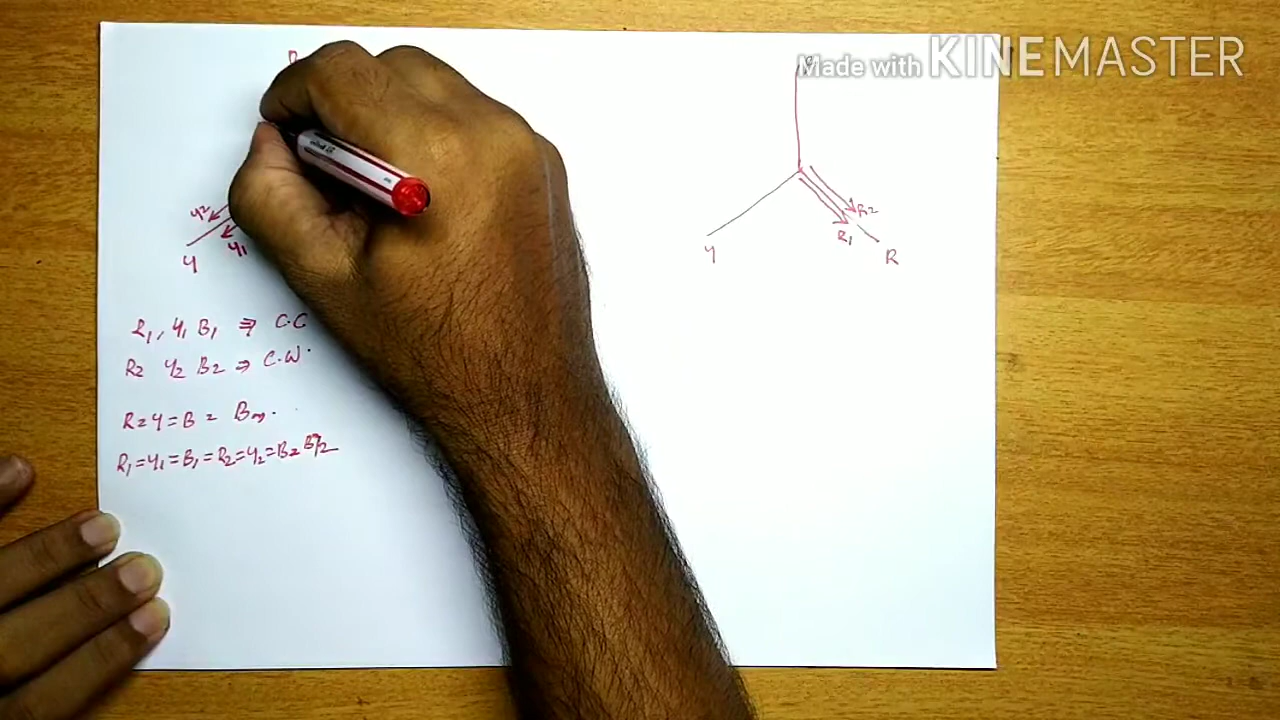 Made with KINEMASTER
Y2
Y1
Y
R2
R1
R
Y
R1, Y1 B1 ⇒ C.C
R2 Y2 B2 ⇒ C.W.
R=Y=B= Bm.
R1=Y1=B1=R2=Y2=B2 Bm/2